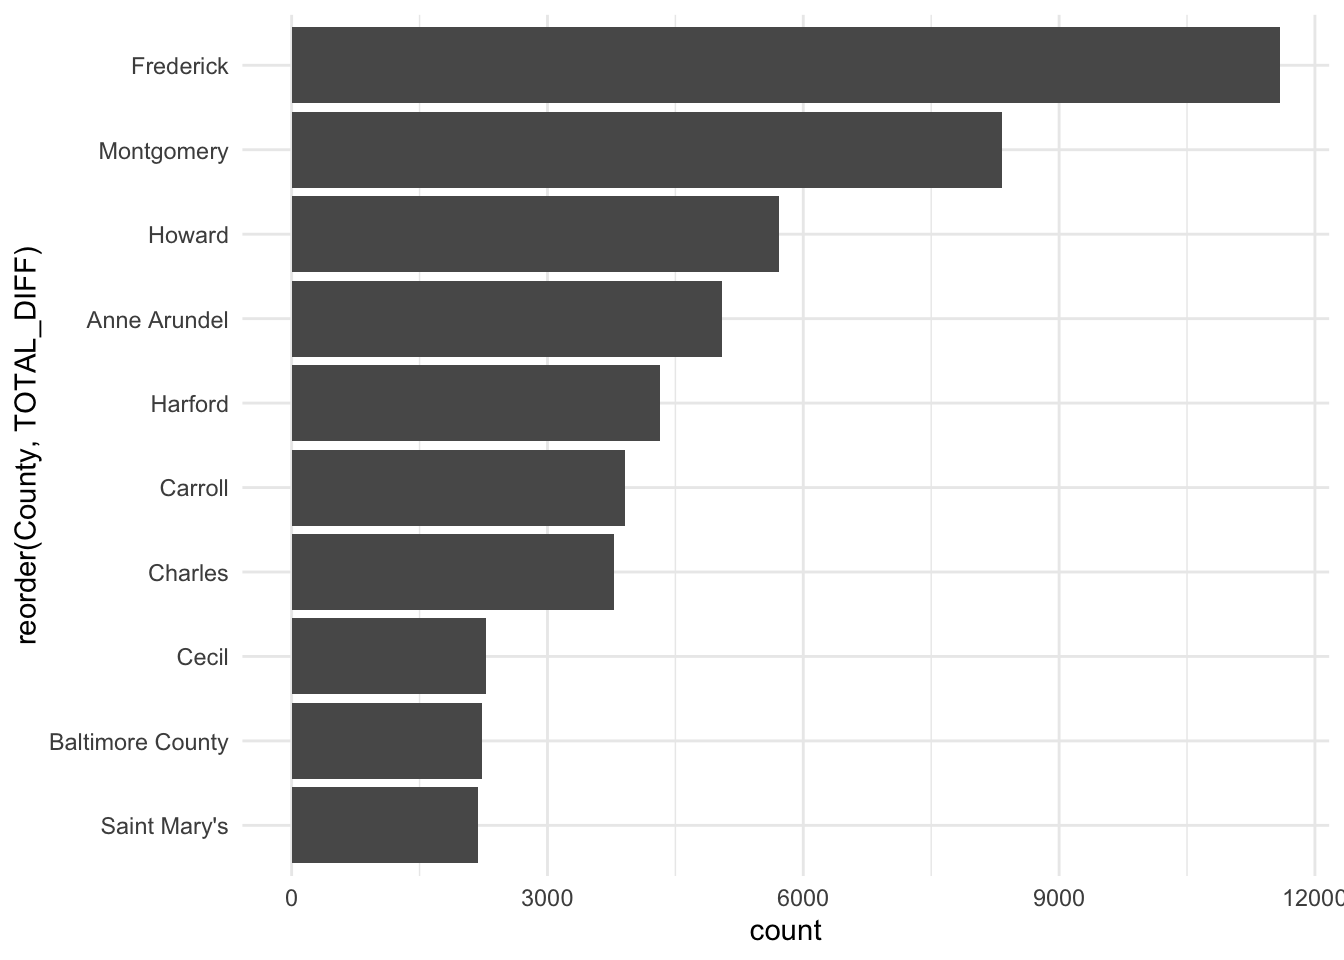 Frederick
Montgomery
Howard
Anne Arundel
Harford
Carroll
Charles
Cecil
Baltimore County
Saint Mary's
reorder(County, TOTAL_DIFF)
0 3000 6000 9000 12000
count